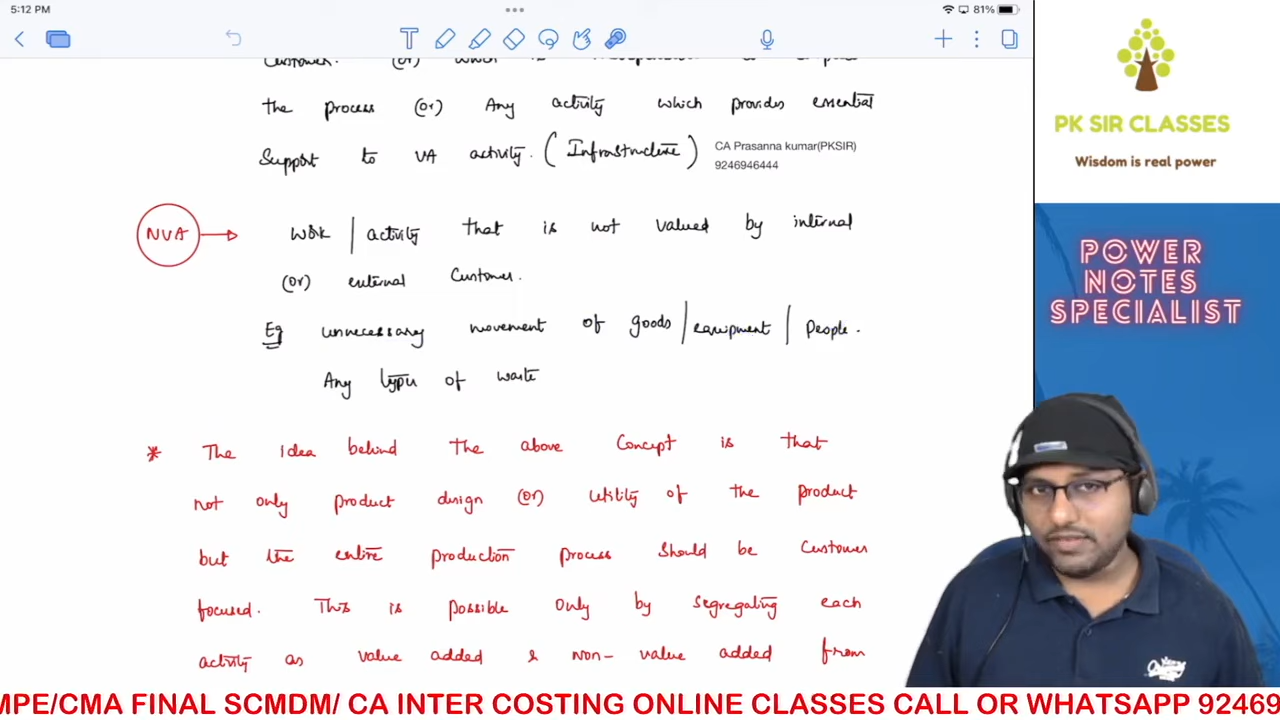 5:12 PM
81%
Customer. (or) which is
the process (or) Any activity which provides essential
Support to VA activity. (Infrastructure)
CA Prasanna kumar(PKSIR)
9246946444
NVA → Work | activity that is not valued by internal
(or) external Customer.
Eg unnecessary movement of goods | equipment | People.
Any type of waste
* The idea behind the above Concept is that
not only product design (or) utility of the product
but the entire production process should be Customer
focused. This is possible only by segregating each
activity as value added & non-value added from
PK SIR CLASSES
Wisdom is real power
POWER
NOTES
SPECIALIST
MPE/CMA FINAL SCMDM/ CA INTER COSTING ONLINE CLASSES CALL OR WHATSAPP 92469